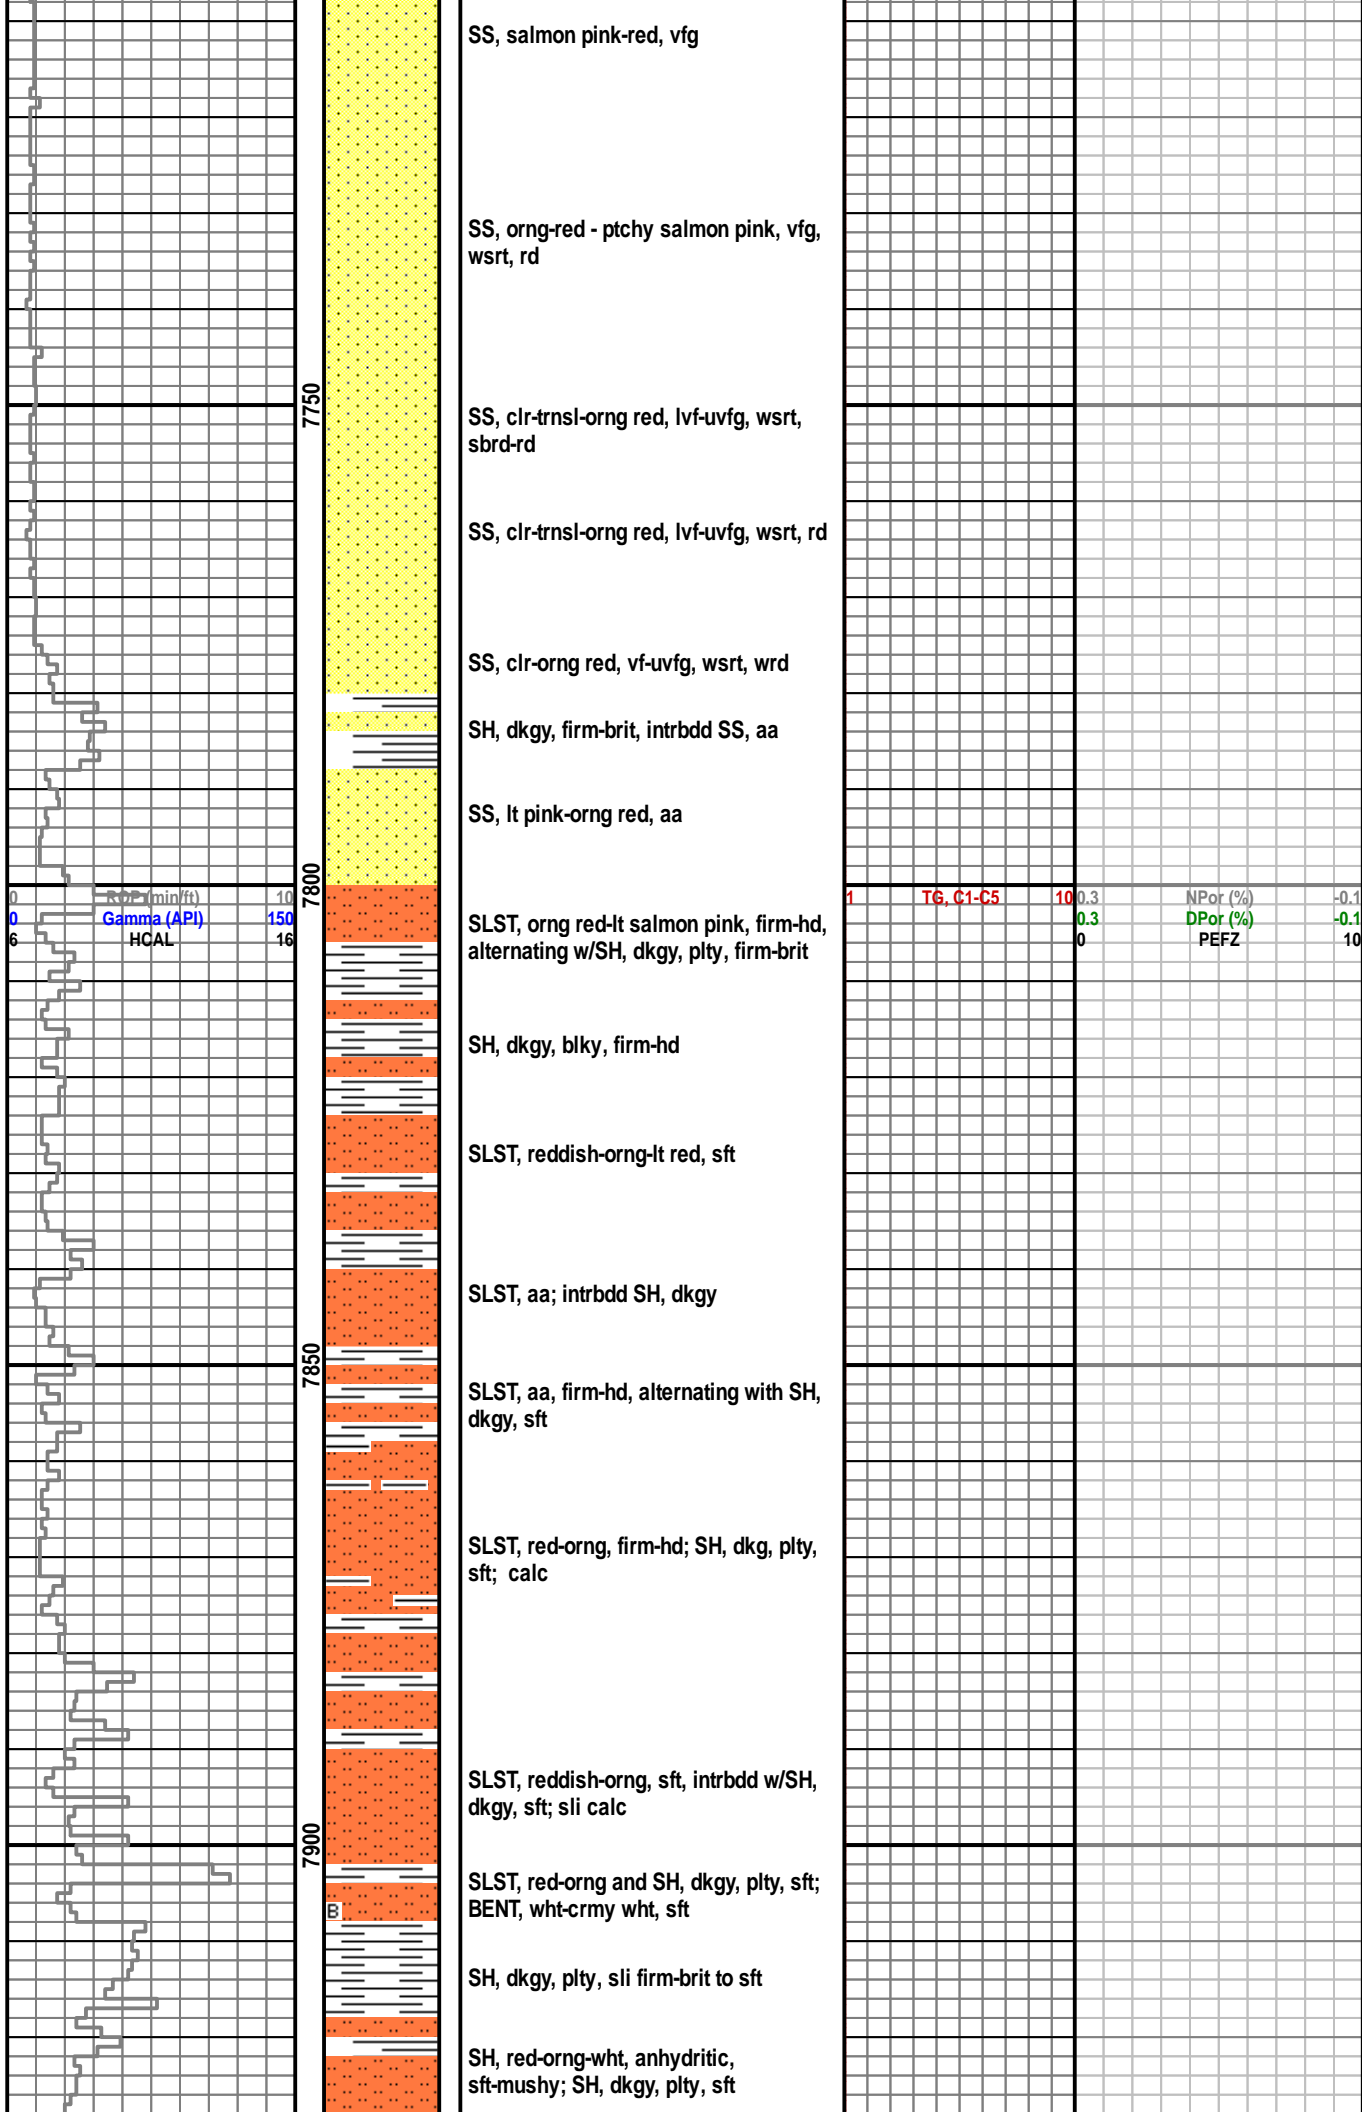 SS, salmon pink-red, vfg
SS, orng-red - ptchy salmon pink, vfg,
wsrt, rd
7750
SS, clr-trnsl-orng red, lvf-uvfg, wsrt,
sbrd-rd
SS, clr-trnsl-orng red, lvf-uvfg, wsrt, rd
SS, clr-orng red, vf-uvfg, wsrt, wrd
SH, dkgy, firm-brit, intrbdd SS, aa
SS, lt pink-orng red, aa
7800
0 ROP (min/ft) 10
0 Gamma (API) 150
6 HCAL 16
1 TG, C1-C5 10
0.3 NPor (%) -0.1
0.3 DPor (%) -0.1
0 PEFZ 10
SLST, orng red-lt salmon pink, firm-hd,
alternating w/SH, dkgy, plty, firm-brit
SH, dkgy, blky, firm-hd
SLST, reddish-orng-lt red, sft
SLST, aa; intrbdd SH, dkgy
7850
SLST, aa, firm-hd, alternating with SH,
dkgy, sft
SLST, red-orng, firm-hd; SH, dkg, plty,
sft; calc
SLST, reddish-orng, sft, intrbdd w/SH,
dkgy, sft; sli calc
7900
SLST, red-orng and SH, dkgy, plty, sft;
BENT, wht-crmy wht, sft
B
SH, dkgy, plty, sli firm-brit to sft
SH, red-orng-wht, anhydritic,
sft-mushy; SH, dkgy, plty, sft